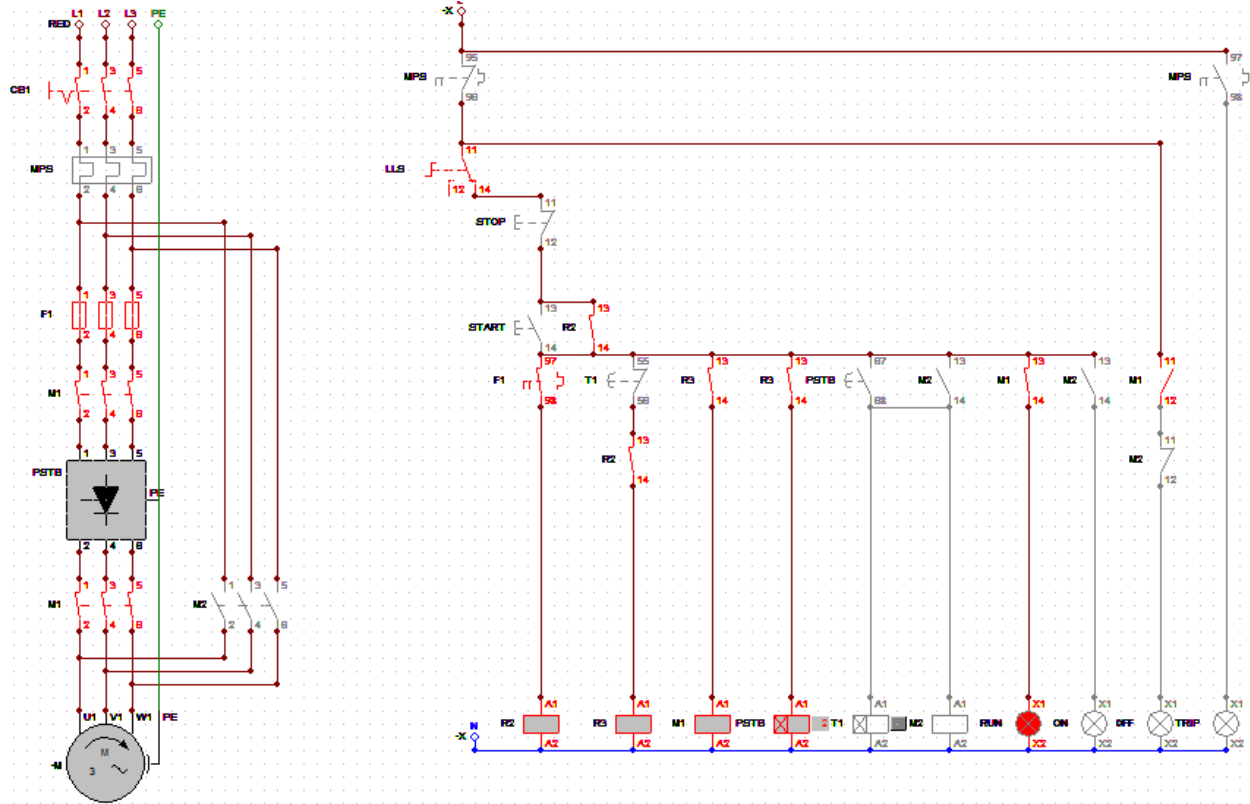 L1 L2 L3 PE
RED
-X
1 3 5
CB1
2 4 6
95 97
MPS MPS
96 98
1 3 5
MPS
2 4 6
11 11
LLS
12 14
11
STOP
12
1 3 5
F1
2 4 6
13 13
START R2
14 14
97 55 13 13 67 13 13 13 11
F1 T1 R3 R3 PSTB M2 M1 M2 M1
98 56 14 14 68 14 14 14 12
1 3 5
M1
2 4 6
13 11
R2 M2
14 12
1 3 5
PSTB
PE
2 4 6
1 3 5 1 3 5
M1 M2
2 4 6 2 4 6
U1 V1 W1 PE
A1 A1 A1 A1 A1 A1 X1 X1 X1 X1
N
R2 R3 M1 PSTB 2 T1 M2 RUN ON OFF TRIP
-X
A2 A2 A2 A2 A2 A2 X2 X2 X2 X2
M
-M
3